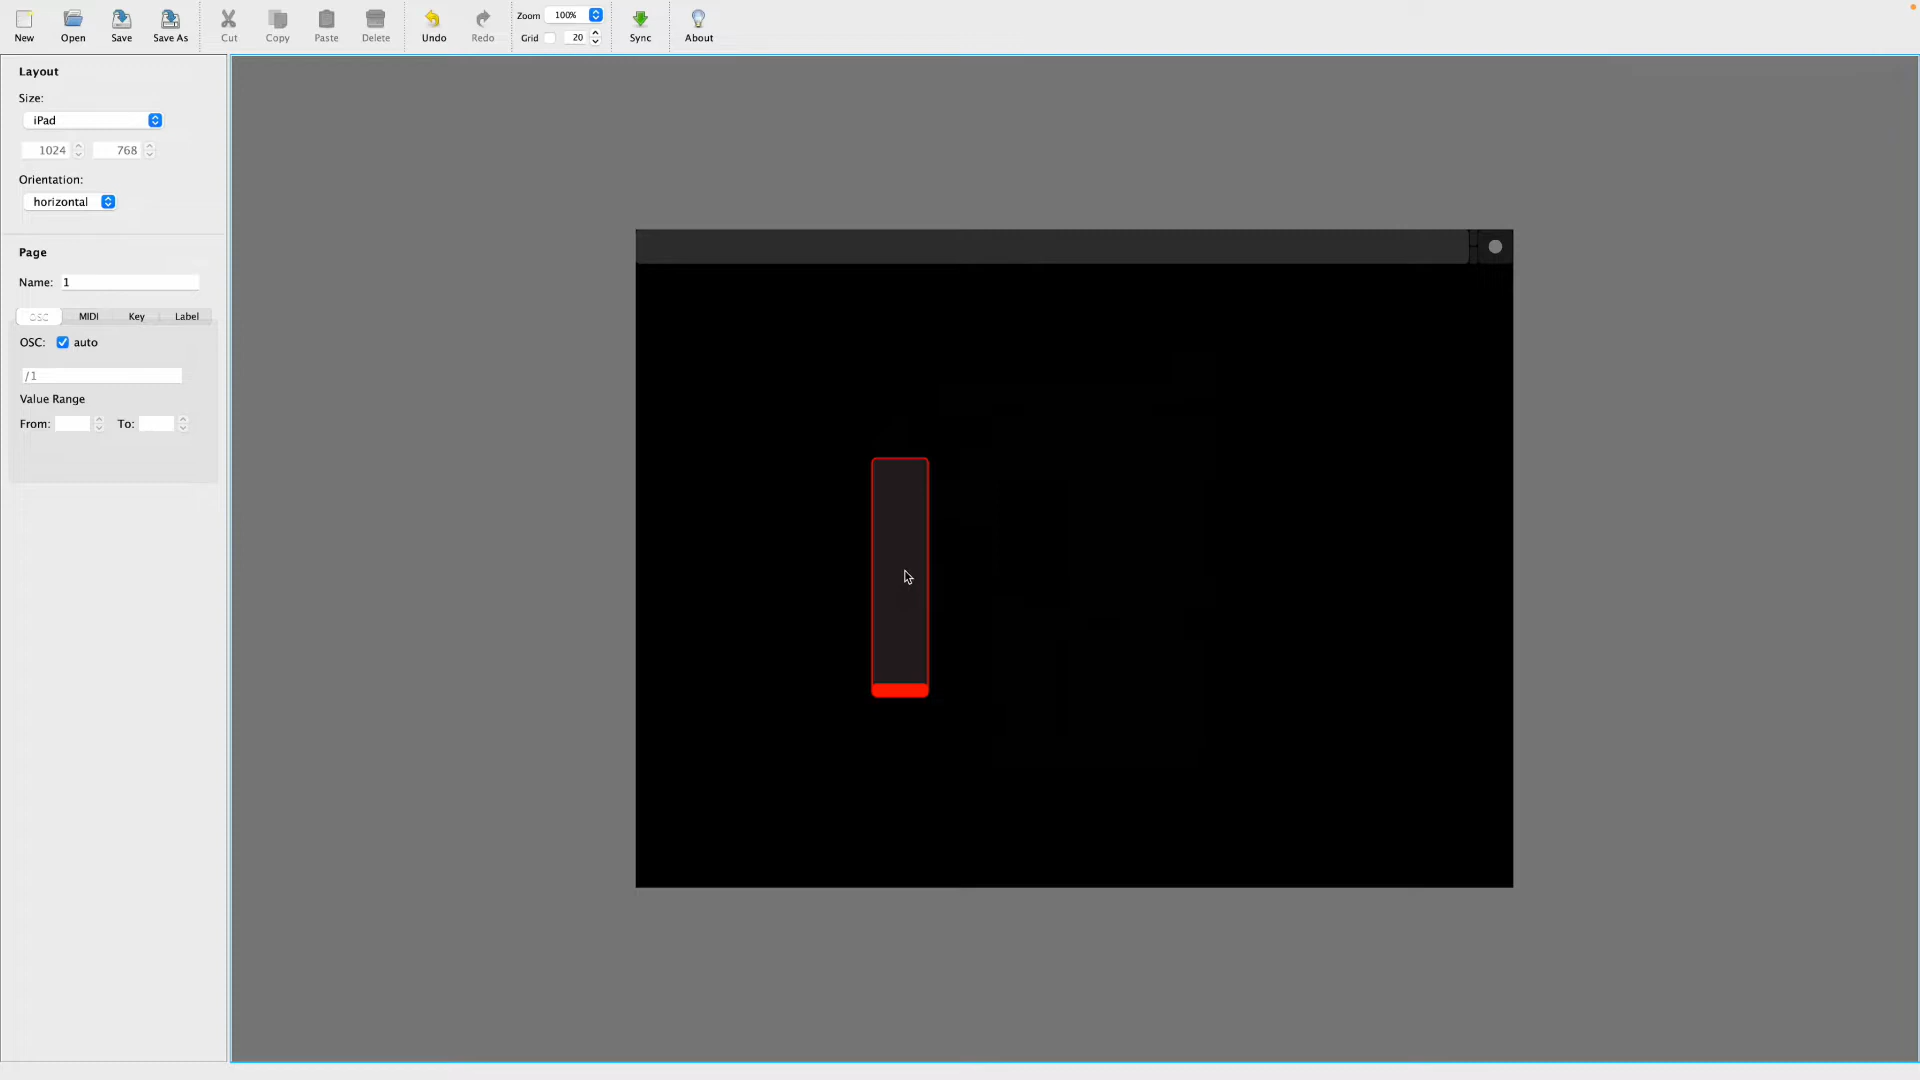 New Open Save Save As Cut Copy Paste Delete Undo Redo Zoom 100% Grid 20 Sync About
Layout
Size:
iPad
1024 768
Orientation:
horizontal
Page
Name: 1
OSC MIDI Key Label
OSC: auto
/1
Value Range
From: To: